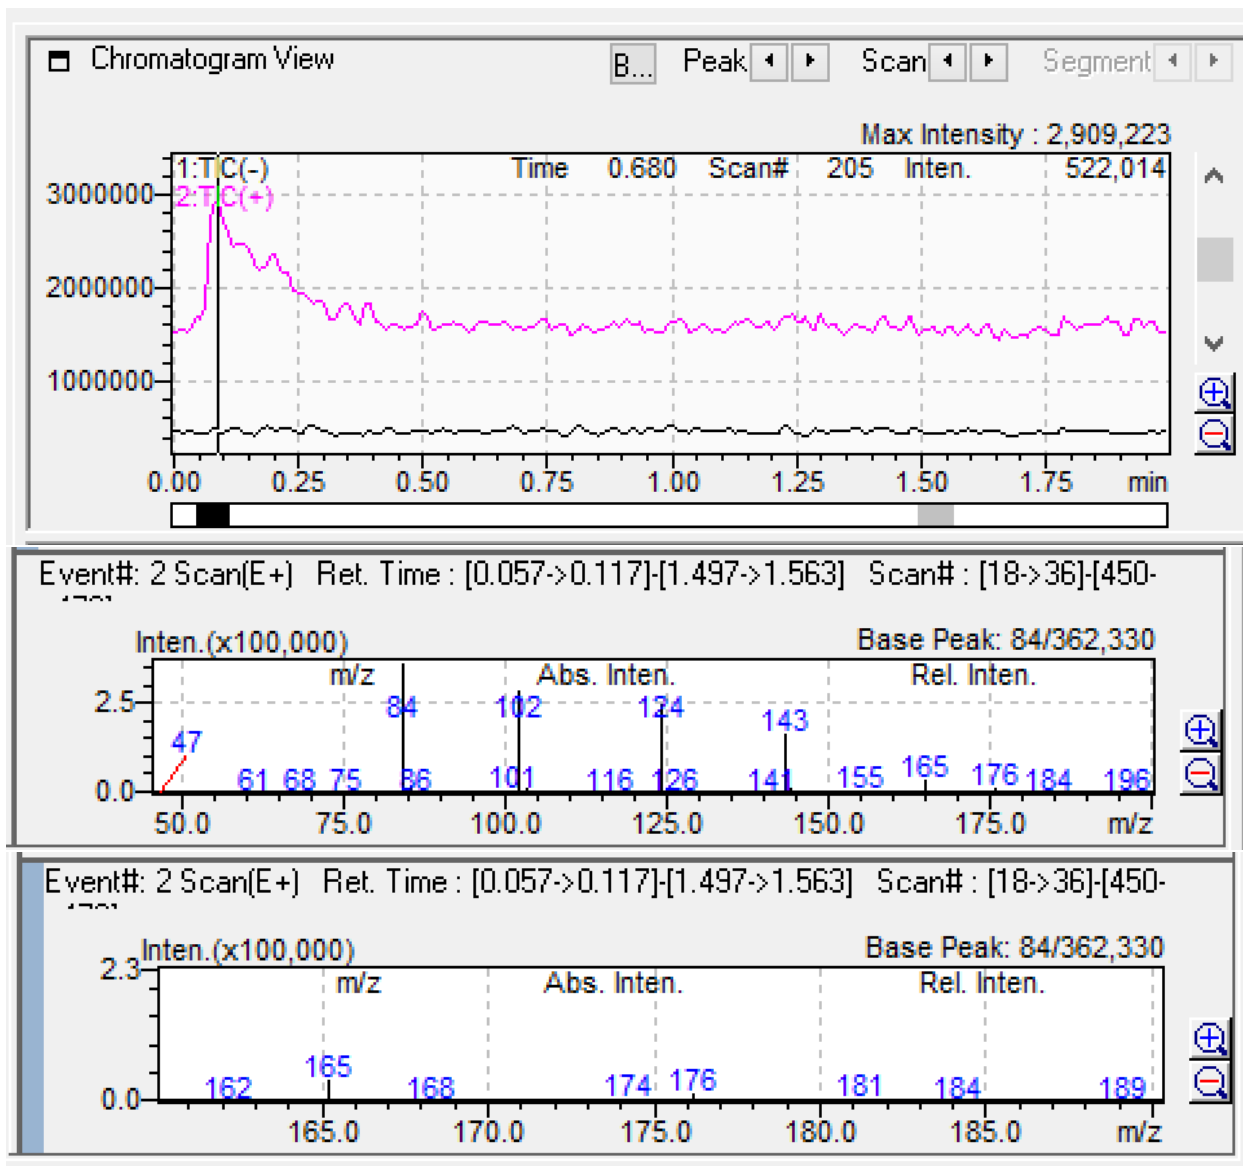 Chromatogram View B... Peak Scan Segment
Max Intensity : 2,909,223
1:TIC(-) Time 0.680 Scan# 205 Inten. 522,014
2:TIC(+)
3000000
2000000
1000000
0.00 0.25 0.50 0.75 1.00 1.25 1.50 1.75 min
Event#: 2 Scan(E+) Ret. Time : [0.057->0.117]-[1.497->1.563] Scan# : [18->36]-[450-
Inten.(x100,000) Base Peak: 84/362,330
m/z Abs. Inten. Rel. Inten.
2.5
84 102 124 143
47
61 68 75 86 101 116 126 141 155 165 176 184 196
0.0
50.0 75.0 100.0 125.0 150.0 175.0 m/z
Event#: 2 Scan(E+) Ret. Time : [0.057->0.117]-[1.497->1.563] Scan# : [18->36]-[450-
Inten.(x100,000) Base Peak: 84/362,330
2.3
m/z Abs. Inten. Rel. Inten.
162 165 168 174 176 181 184 189
0.0
165.0 170.0 175.0 180.0 185.0 m/z